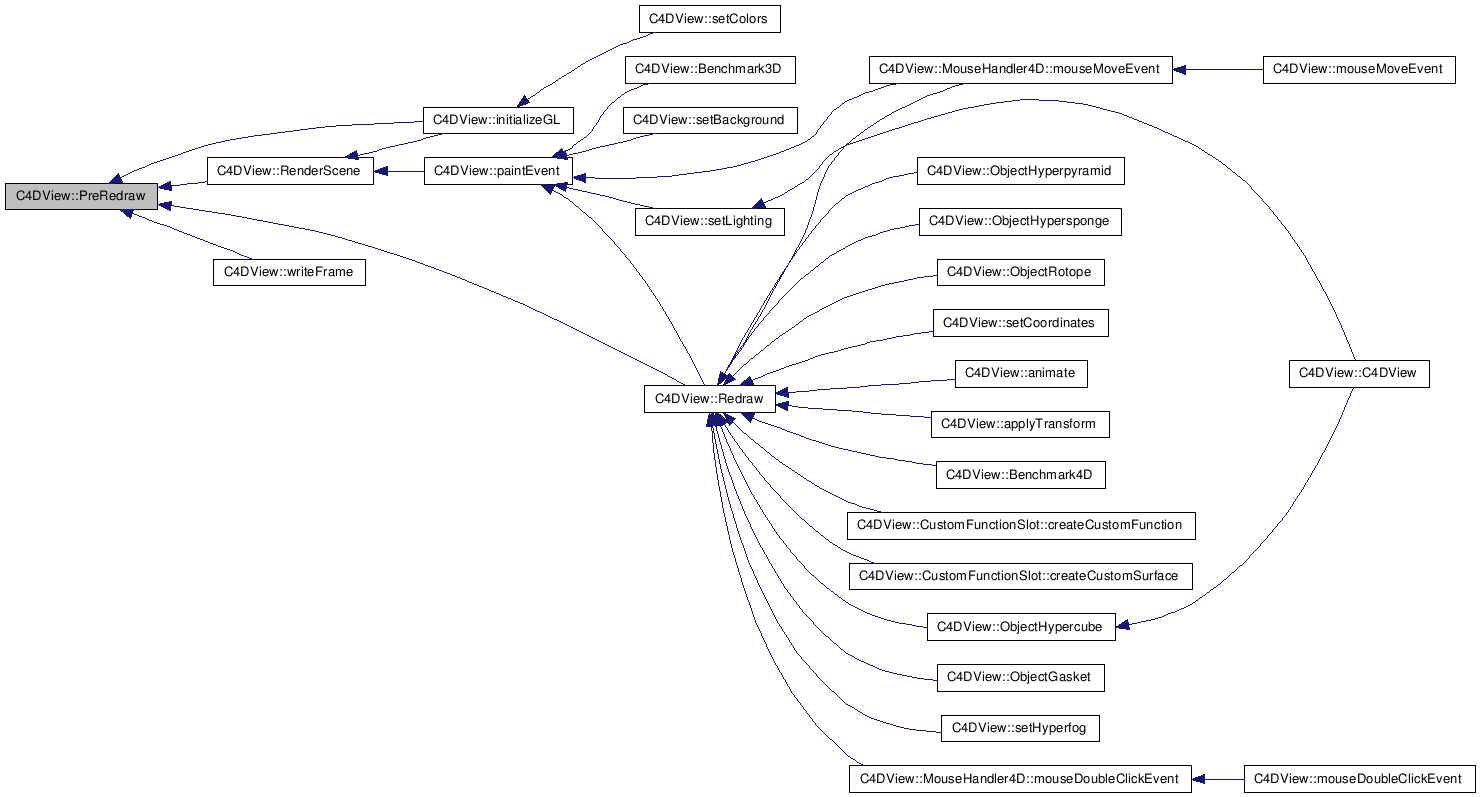 C4DView::setColors
C4DView::Benchmark3D
C4DView::MouseHandler4D::mouseMoveEvent
C4DView::mouseMoveEvent
C4DView::initializeGL
C4DView::setBackground
C4DView::RenderScene
C4DView::paintEvent
C4DView::ObjectHyperpyramid
C4DView::PreRedraw
C4DView::setLighting
C4DView::ObjectHypersponge
C4DView::writeFrame
C4DView::ObjectRotope
C4DView::setCoordinates
C4DView::animate
C4DView::C4DView
C4DView::Redraw
C4DView::applyTransform
C4DView::Benchmark4D
C4DView::CustomFunctionSlot::createCustomFunction
C4DView::CustomFunctionSlot::createCustomSurface
C4DView::ObjectHypercube
C4DView::ObjectGasket
C4DView::setHyperfog
C4DView::MouseHandler4D::mouseDoubleClickEvent
C4DView::mouseDoubleClickEvent